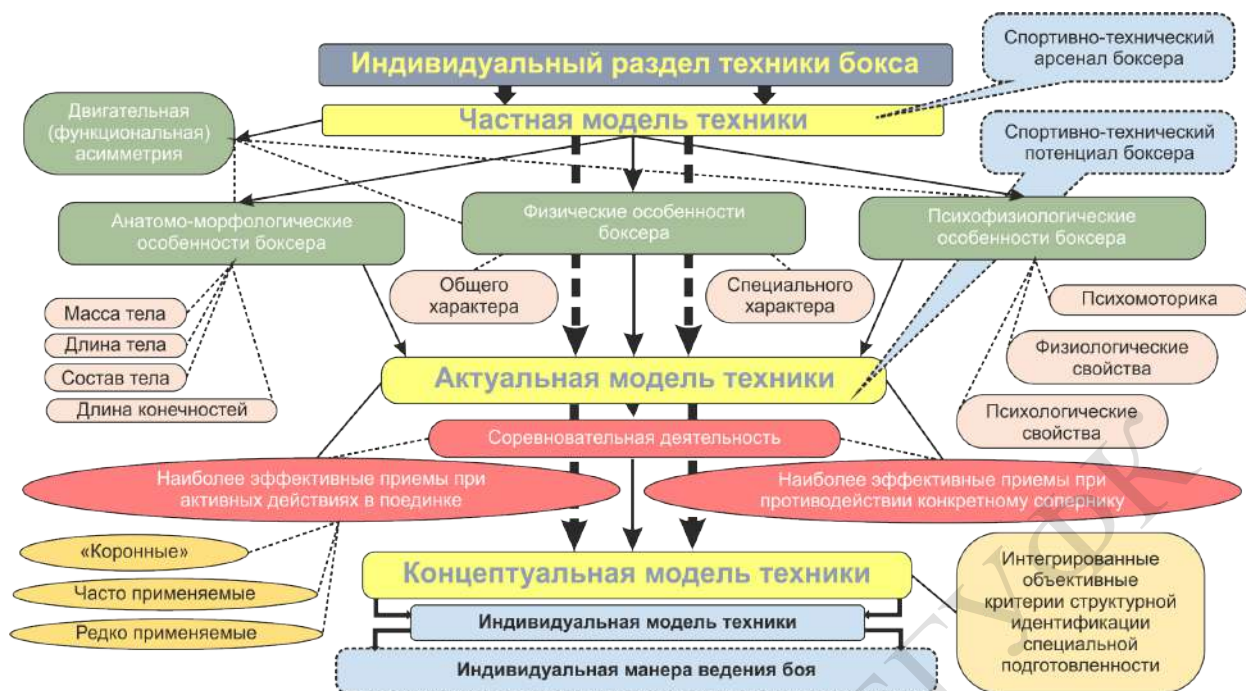 Спортивно-технический
арсенал боксера
Индивидуальный раздел техники бокса
Двигательная
(функциональная)
асимметрия
Частная модель техники
Спортивно-технический
потенциал боксера
Анатомо-морфологические
особенности боксера
Физические особенности
боксера
Психофизиологические
особенности боксера
Общего
характера
Специального
характера
Масса тела
Длина тела
Состав тела
Длина конечностей
Психомоторика
Физиологические
свойства
Психологические
свойства
Актуальная модель техники
Соревновательная деятельность
Наиболее эффективные приемы при
активных действиях в поединке
Наиболее эффективные приемы при
противодействии конкретному сопернику
«Коронные»
Часто применяемые
Редко применяемые
Концептуальная модель техники
Индивидуальная модель техники
Индивидуальная манера ведения боя
Интегрированные
объективные
критерии структурной
идентификации
специальной
подготовленности
ГУФК